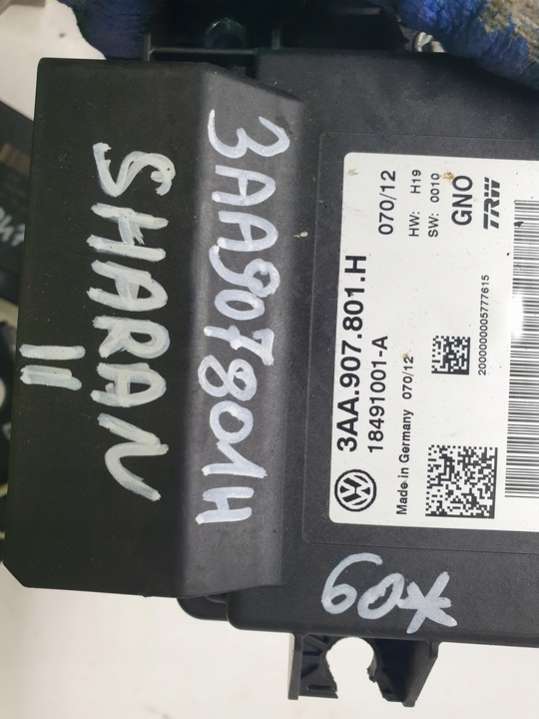 SHARAN
II
3AA907801H
3AA.907.801.H
070/12
18491001-A
HW: H19
SW: 0010
Made in Germany 070/12
GNO
TRW
2000000005777615
60*